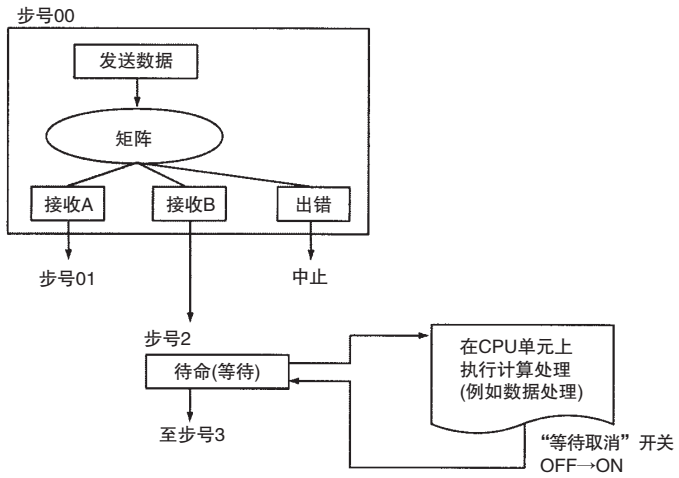 步号00
发送数据
矩阵
接收A
接收B
出错
步号01
中止
步号2
待命(等待)
至步号3
在CPU单元上
执行计算处理
(例如数据处理)
“等待取消”开关
OFF→ON